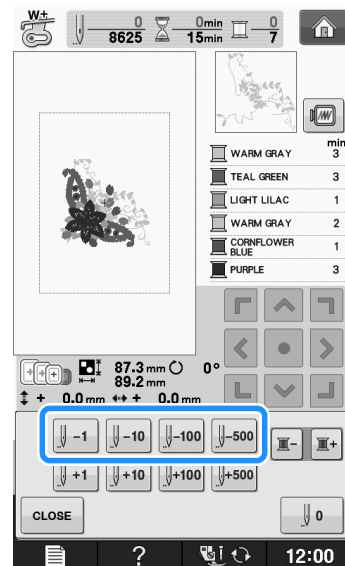 W+
0 0min 0
8625 15min 7
min
WARM GRAY 3
TEAL GREEN 3
LIGHT LILAC 1
WARM GRAY 2
CORNFLOWER
BLUE 1
PURPLE 3
87.3 mm 0°
89.2 mm
+ 0.0 mm + 0.0 mm
-1 -10 -100 -500 - +
+1 +10 +100 +500
CLOSE 0
? 12:00